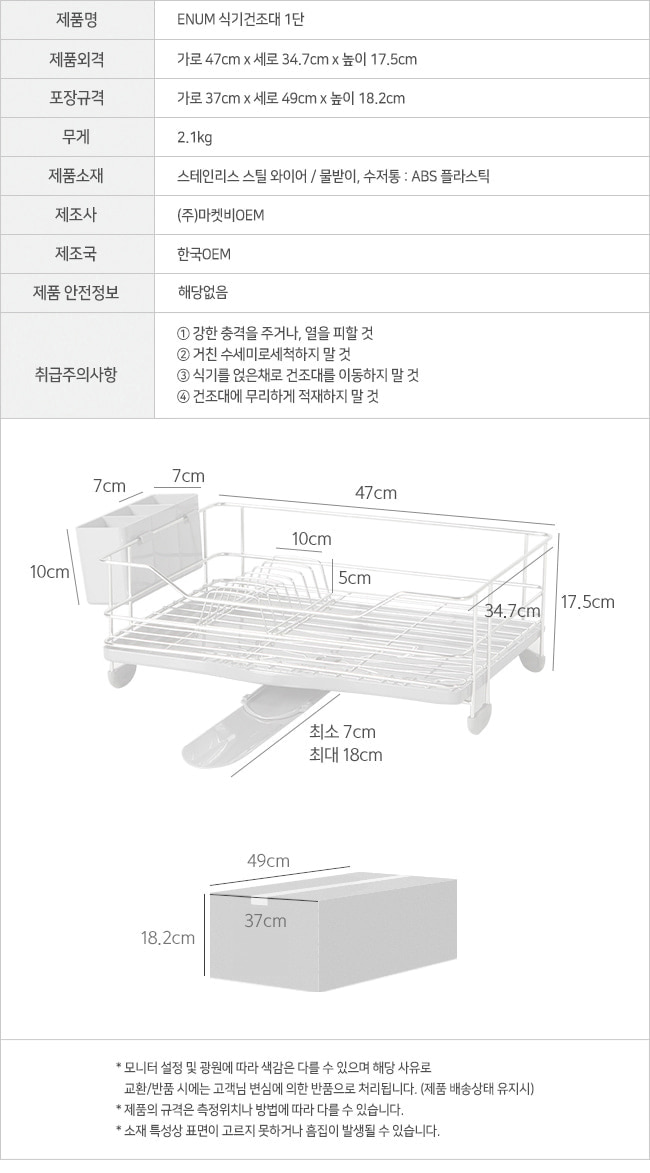 제품명 ENUM 식기건조대 1단
제품외격 가로 47cm x 세로 34.7cm x 높이 17.5cm
포장규격 가로 37cm x 세로 49cm x 높이 18.2cm
무게 2.1kg
제품소재 스테인리스 스틸 와이어 / 물받이, 수저통 : ABS 플라스틱
제조사 (주)마켓비OEM
제조국 한국OEM
제품 안전정보 해당없음
취급주의사항
① 강한 충격을 주거나, 열을 피할 것
② 거친 수세미로세척하지 말 것
③ 식기를 얹은채로 건조대를 이동하지 말 것
④ 건조대에 무리하게 적재하지 말 것
7cm
7cm
47cm
10cm
10cm
5cm
34.7cm
17.5cm
최소 7cm
최대 18cm
49cm
37cm
18.2cm
* 모니터 설정 및 광원에 따라 색감은 다를 수 있으며 해당 사유로
교환/반품 시에는 고객님 변심에 의한 반품으로 처리됩니다. (제품 배송상태 유지시)
* 제품의 규격은 측정위치나 방법에 따라 다를 수 있습니다.
* 소재 특성상 표면이 고르지 못하거나 흠집이 발생될 수 있습니다.